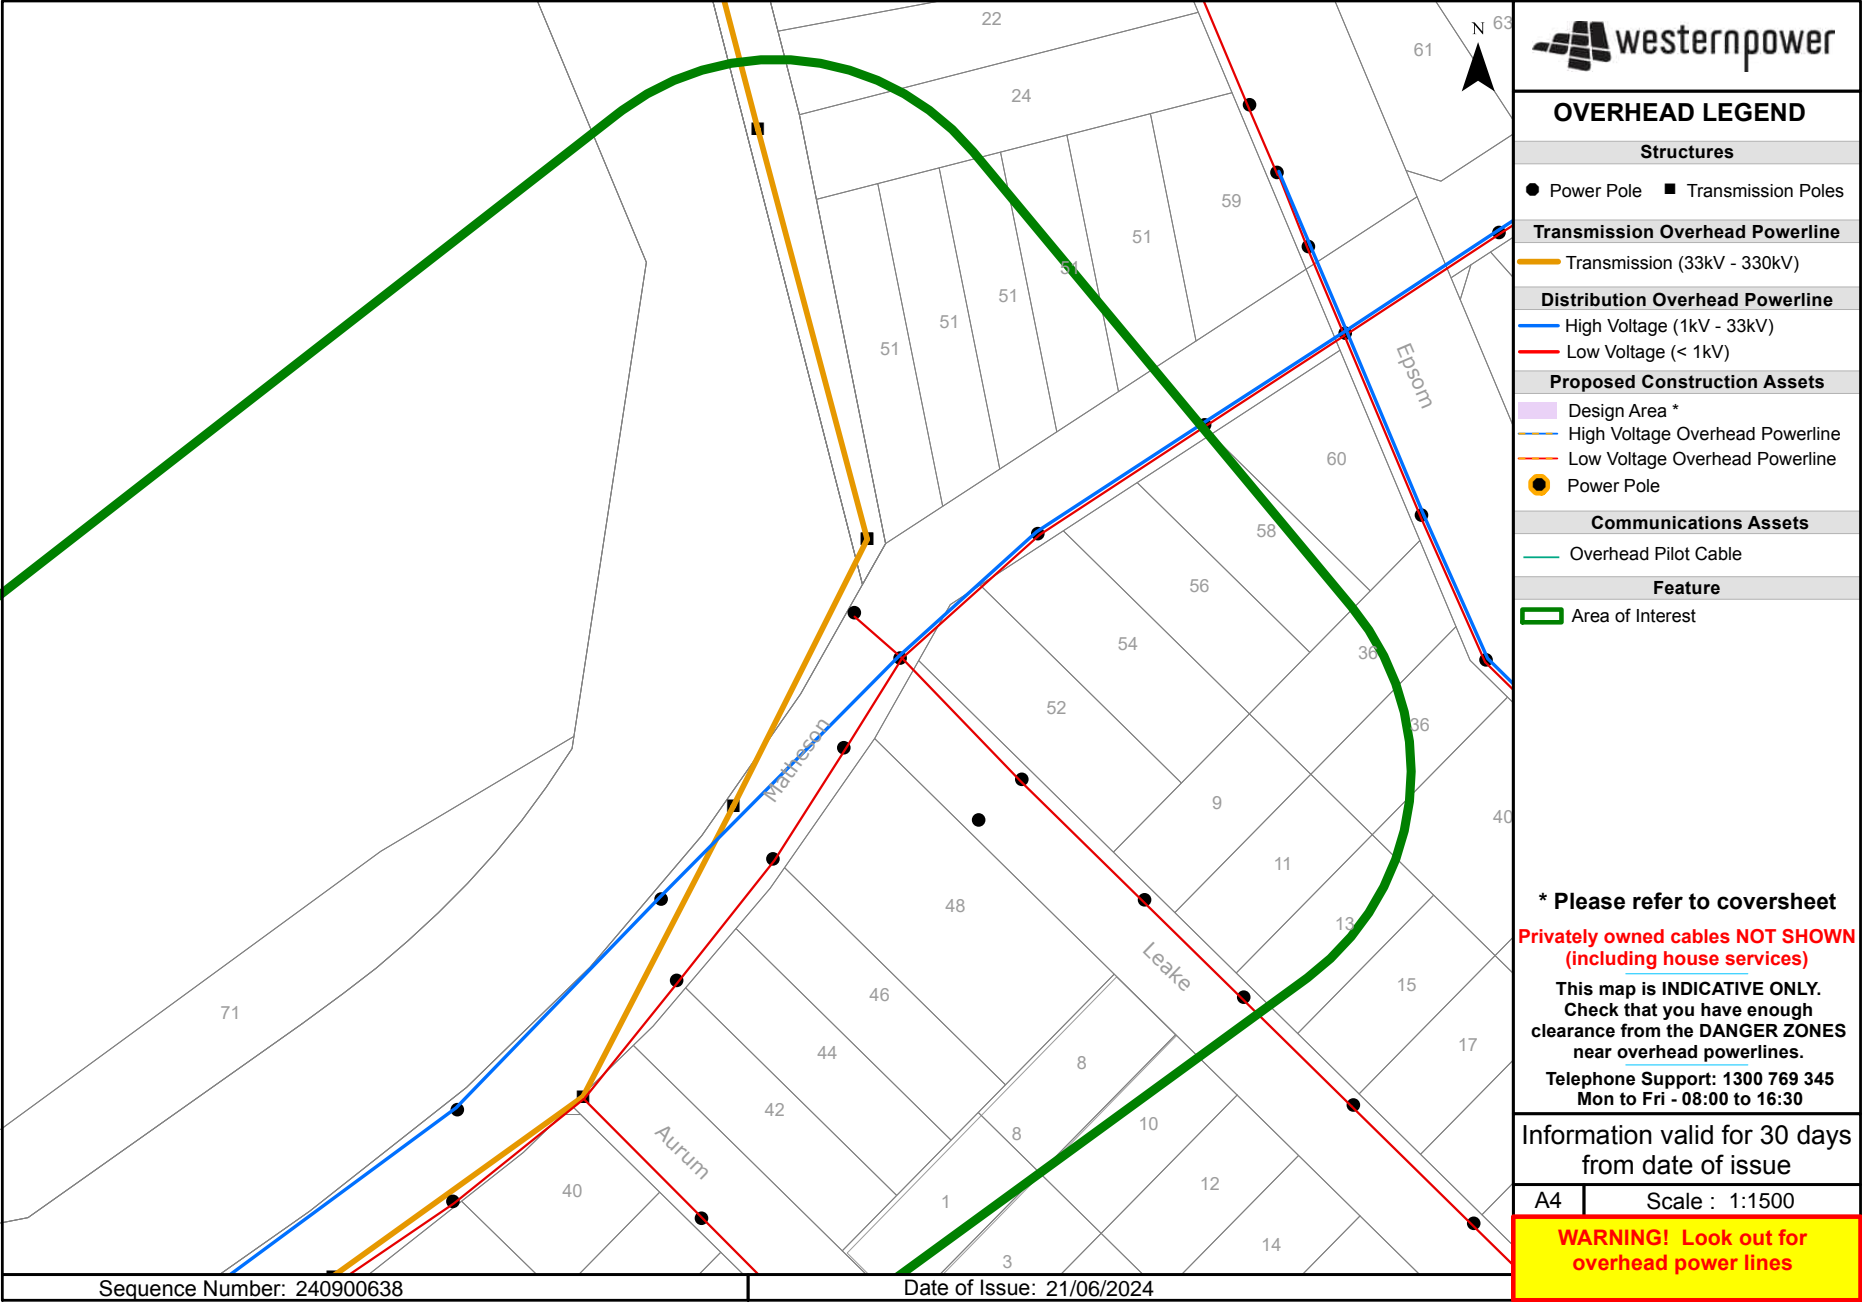 22
24
61
63
N
59
51
51
51
51
51
Epsom
60
58
56
54
52
36
36
40
Matheson
9
11
13
48
Leake
46
15
17
71
44
8
42
8
10
Aurum
40
1
12
14
3
westernpower
OVERHEAD LEGEND
Structures
Power Pole
Transmission Poles
Transmission Overhead Powerline
Transmission (33kV - 330kV)
Distribution Overhead Powerline
High Voltage (1kV - 33kV)
Low Voltage (< 1kV)
Proposed Construction Assets
Design Area *
High Voltage Overhead Powerline
Low Voltage Overhead Powerline
Power Pole
Communications Assets
Overhead Pilot Cable
Feature
Area of Interest
* Please refer to coversheet
Privately owned cables NOT SHOWN
(including house services)
This map is INDICATIVE ONLY.
Check that you have enough
clearance from the DANGER ZONES
near overhead powerlines.
Telephone Support: 1300 769 345
Mon to Fri - 08:00 to 16:30
Information valid for 30 days
from date of issue
A4
Scale : 1:1500
WARNING! Look out for
overhead power lines
Sequence Number: 240900638
Date of Issue: 21/06/2024